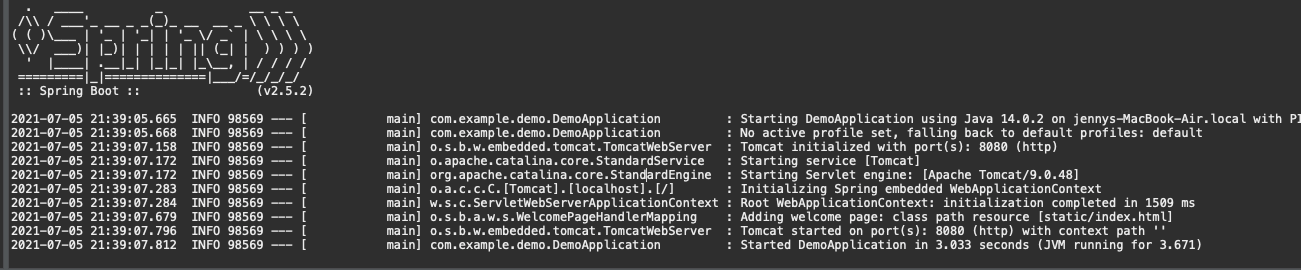 .   ____          _            __ _ _
 /\\ / ___'_ __ _ _(_)_ __  __ _ \ \ \ \
( ( )\___ | '_ | '_| | '_ \/ _` | \ \ \ \
 \\/  ___)| |_)| | | | | || (_| |  ) ) ) )
  '  |____| .__|_| |_|_| |_\__, | / / / /
 =========|_|==============|___/=/_/_/_/
 :: Spring Boot ::                (v2.5.2)
2021-07-05 21:39:05.665  INFO 98569 --- [           main] com.example.demo.DemoApplication         : Starting DemoApplication using Java 14.0.2 on jennys-MacBook-Air.local with PI
2021-07-05 21:39:05.668  INFO 98569 --- [           main] com.example.demo.DemoApplication         : No active profile set, falling back to default profiles: default
2021-07-05 21:39:07.158  INFO 98569 --- [           main] o.s.b.w.embedded.tomcat.TomcatWebServer  : Tomcat initialized with port(s): 8080 (http)
2021-07-05 21:39:07.172  INFO 98569 --- [           main] o.apache.catalina.core.StandardService   : Starting service [Tomcat]
2021-07-05 21:39:07.172  INFO 98569 --- [           main] org.apache.catalina.core.StandardEngine  : Starting Servlet engine: [Apache Tomcat/9.0.48]
2021-07-05 21:39:07.283  INFO 98569 --- [           main] o.a.c.c.C.[Tomcat].[localhost].[/]       : Initializing Spring embedded WebApplicationContext
2021-07-05 21:39:07.284  INFO 98569 --- [           main] w.s.c.ServletWebServerApplicationContext : Root WebApplicationContext: initialization completed in 1509 ms
2021-07-05 21:39:07.679  INFO 98569 --- [           main] o.s.b.a.w.s.WelcomePageHandlerMapping    : Adding welcome page: class path resource [static/index.html]
2021-07-05 21:39:07.796  INFO 98569 --- [           main] o.s.b.w.embedded.tomcat.TomcatWebServer  : Tomcat started on port(s): 8080 (http) with context path ''
2021-07-05 21:39:07.812  INFO 98569 --- [           main] com.example.demo.DemoApplication         : Started DemoApplication in 3.033 seconds (JVM running for 3.671)